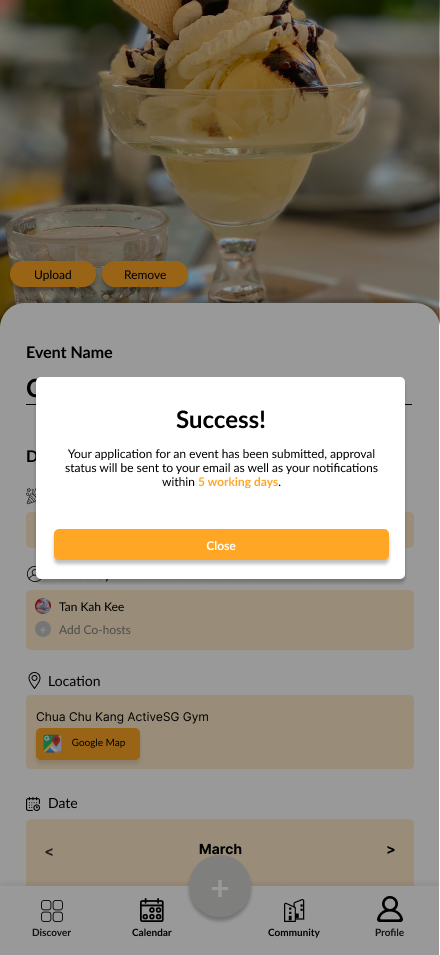 Upload
Remove
Event Name
Success!
Your application for an event has been submitted, approval
status will be sent to your email as well as your notifications
within 5 working days.
Close
Tan Kah Kee
+ Add Co-hosts
Location
Chua Chu Kang ActiveSG Gym
Google Map
Date
< March >
+
Discover
Calendar
Community
Profile